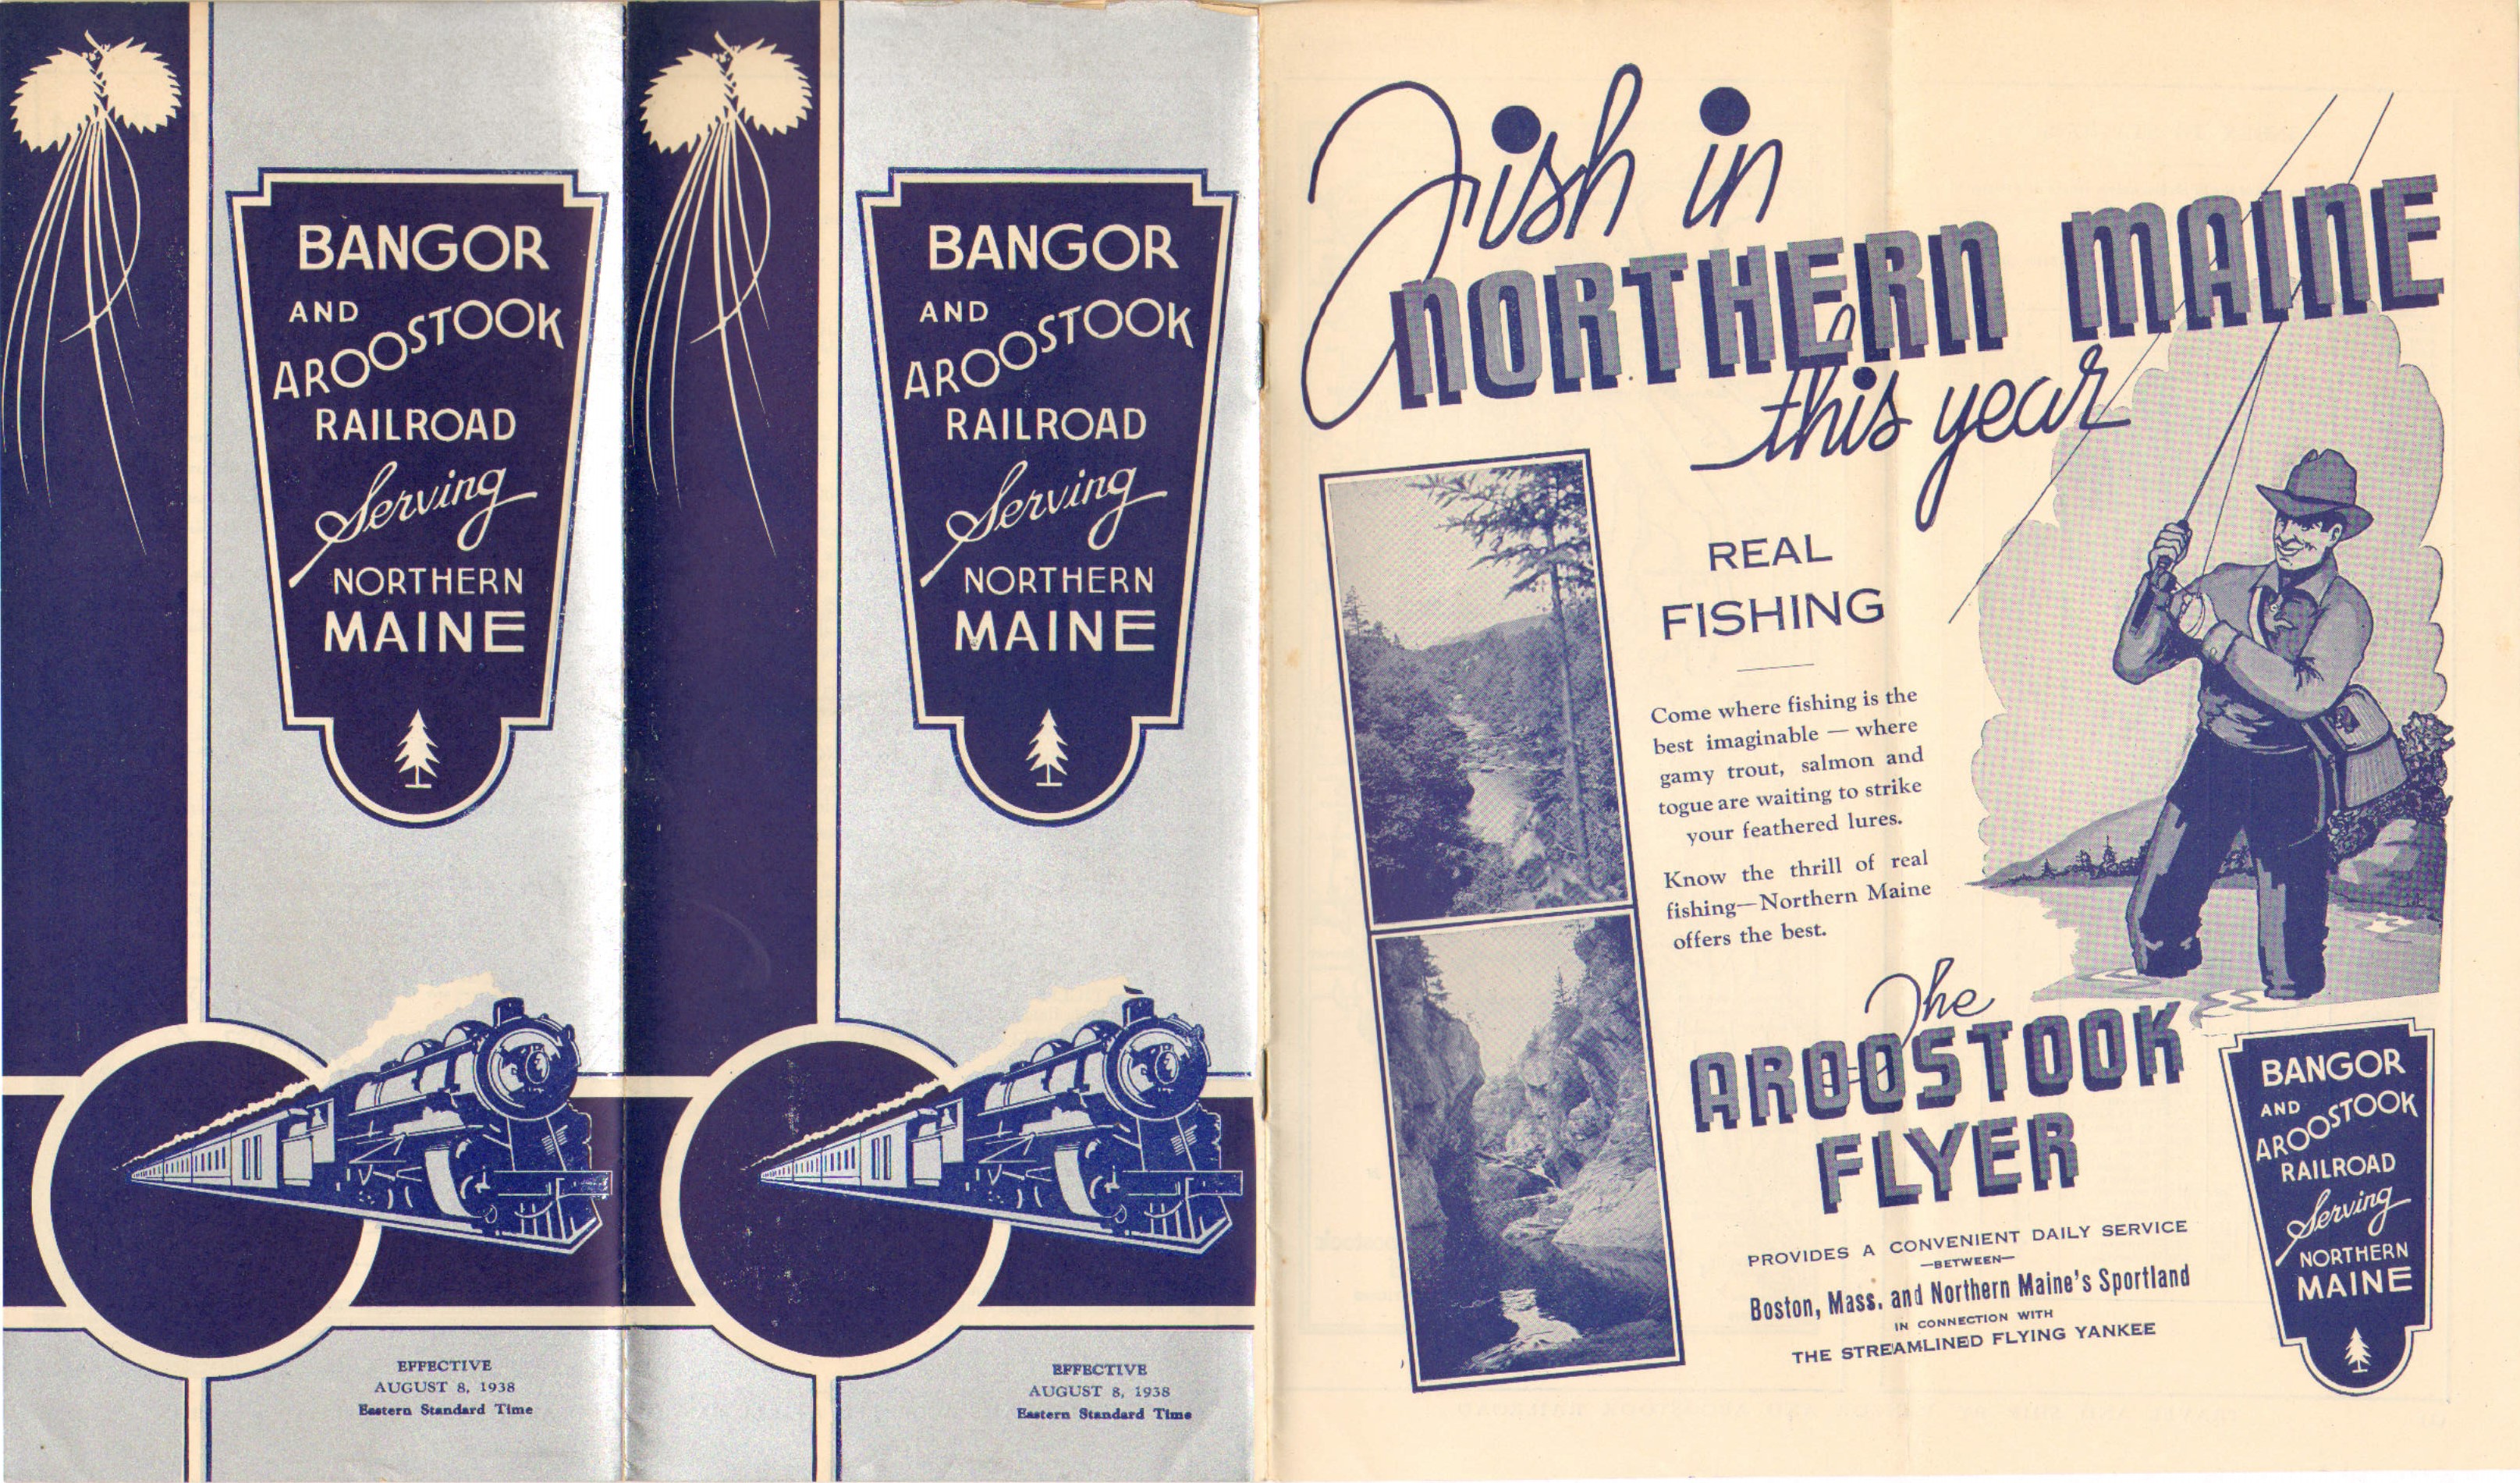 BANGOR
AND
AROOSTOOK
RAILROAD
Serving
NORTHERN
MAINE
EFFECTIVE
AUGUST 8, 1938
Eastern Standard Time
BANGOR
AND
AROOSTOOK
RAILROAD
Serving
NORTHERN
MAINE
EFFECTIVE
AUGUST 8, 1938
Eastern Standard Time
Fish in
NORTHERN MAINE
this year
REAL
FISHING
Come where fishing is the
best imaginable — where
gamy trout, salmon and
togue are waiting to strike
your feathered lures.
Know the thrill of real
fishing—Northern Maine
offers the best.
The
AROOSTOOK
FLYER
PROVIDES A CONVENIENT DAILY SERVICE
—BETWEEN—
Boston, Mass. and Northern Maine's Sportland
IN CONNECTION WITH
THE STREAMLINED FLYING YANKEE
BANGOR
AND
AROOSTOOK
RAILROAD
Serving
NORTHERN
MAINE